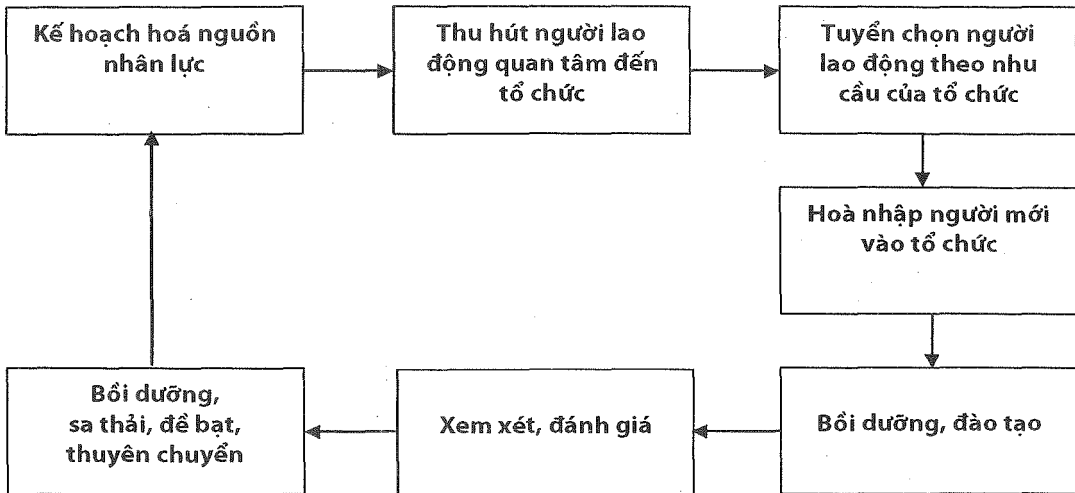 Kế hoạch hoá nguồn
nhân lực
Thu hút người lao
động quan tâm đến
tổ chức
Tuyển chọn người
lao động theo nhu
cầu của tổ chức
Hoà nhập người mới
vào tổ chức
Bồi dưỡng, đào tạo
Xem xét, đánh giá
Bồi dưỡng,
sa thải, đề bạt,
thuyên chuyển